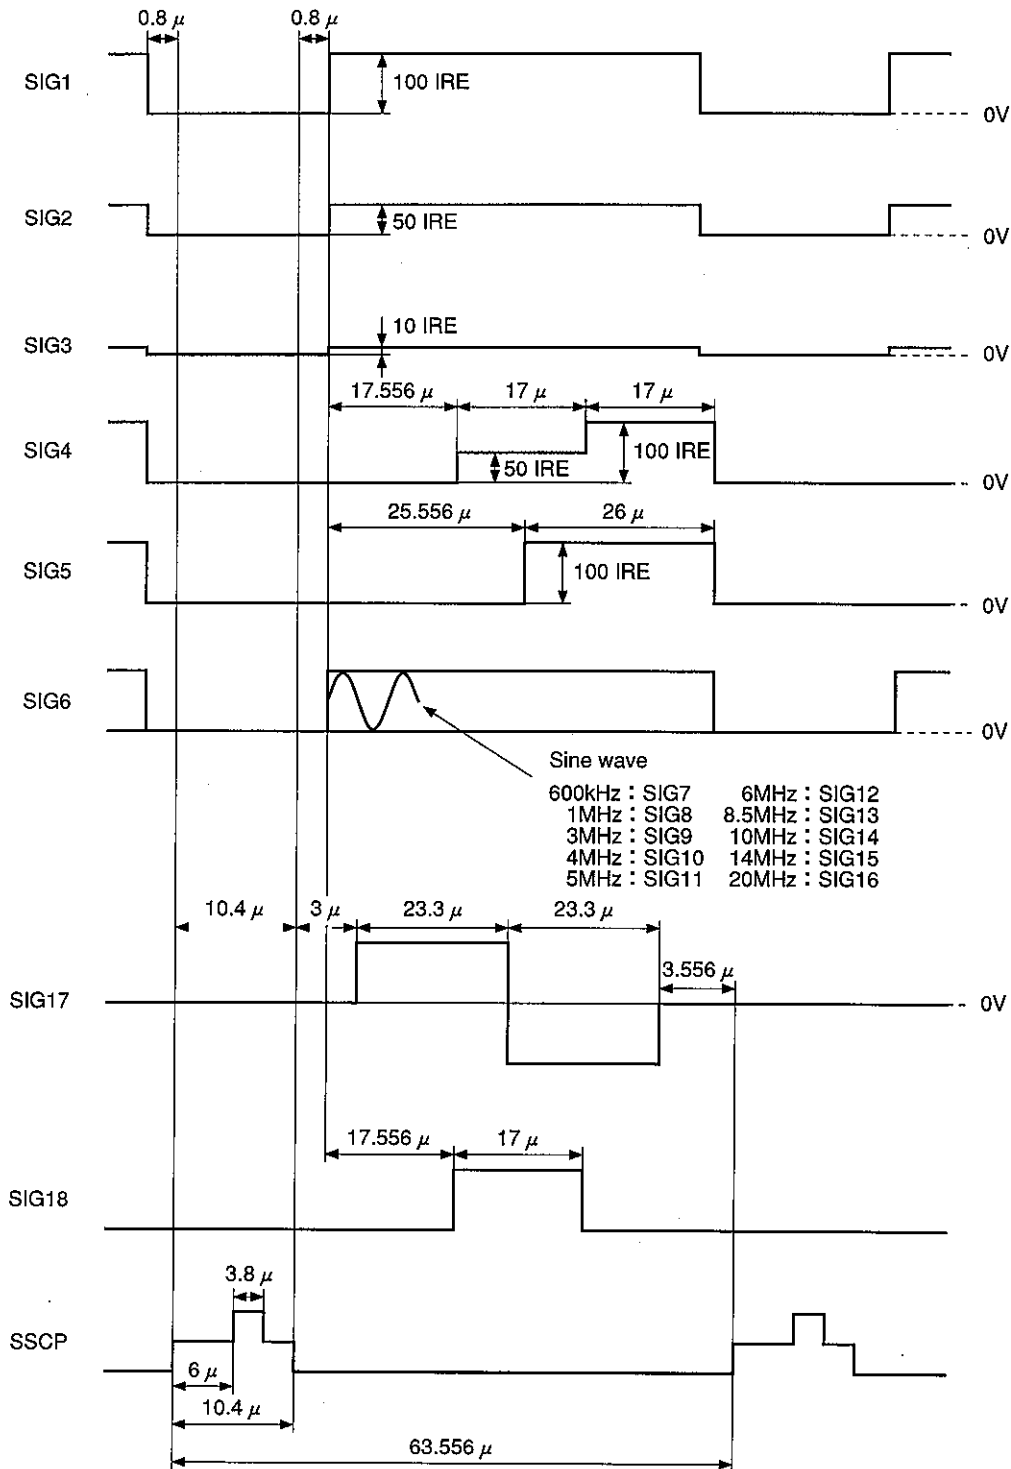 0.8 μ 0.8 μ
SIG1
100 IRE
0V
SIG2
50 IRE
0V
SIG3
10 IRE
0V
17.556 μ 17 μ 17 μ
SIG4
50 IRE
100 IRE
0V
25.556 μ 26 μ
SIG5
100 IRE
0V
SIG6
0V
Sine wave
600kHz : SIG7 6MHz : SIG12
1MHz : SIG8 8.5MHz : SIG13
3MHz : SIG9 10MHz : SIG14
4MHz : SIG10 14MHz : SIG15
5MHz : SIG11 20MHz : SIG16
10.4 μ 3 μ 23.3 μ 23.3 μ
3.556 μ
SIG17
0V
17.556 μ 17 μ
SIG18
3.8 μ
SSCP
6 μ
10.4 μ
63.556 μ